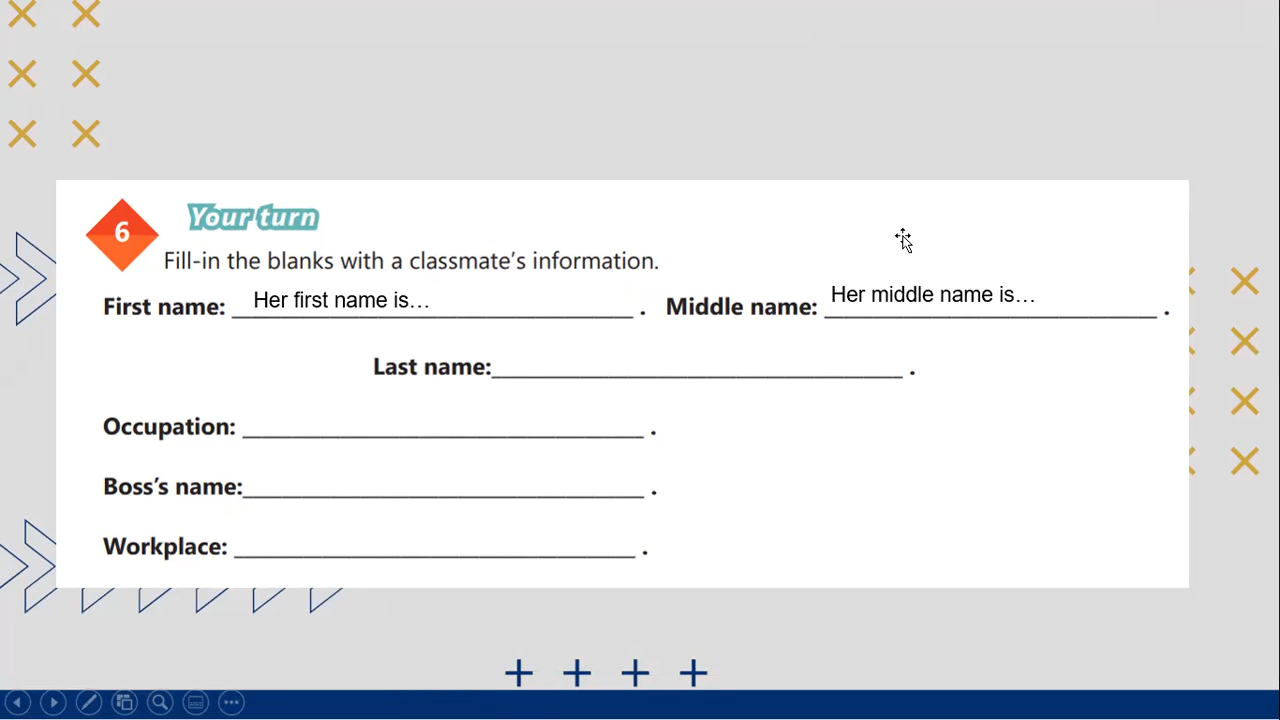 6
Your turn
Fill-in the blanks with a classmate's information.
First name: Her first name is… . Middle name: Her middle name is… .
Last name: .
Occupation: .
Boss's name: .
Workplace: .